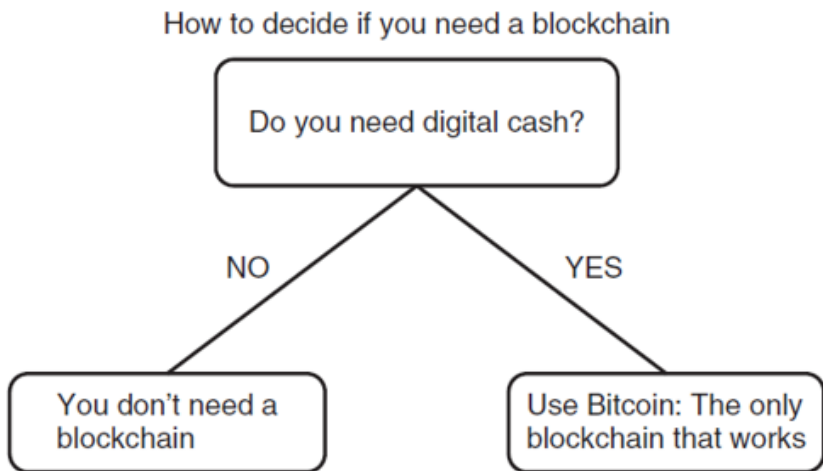 How to decide if you need a blockchain
Do you need digital cash?
NO
YES
You don't need a
blockchain
Use Bitcoin: The only
blockchain that works